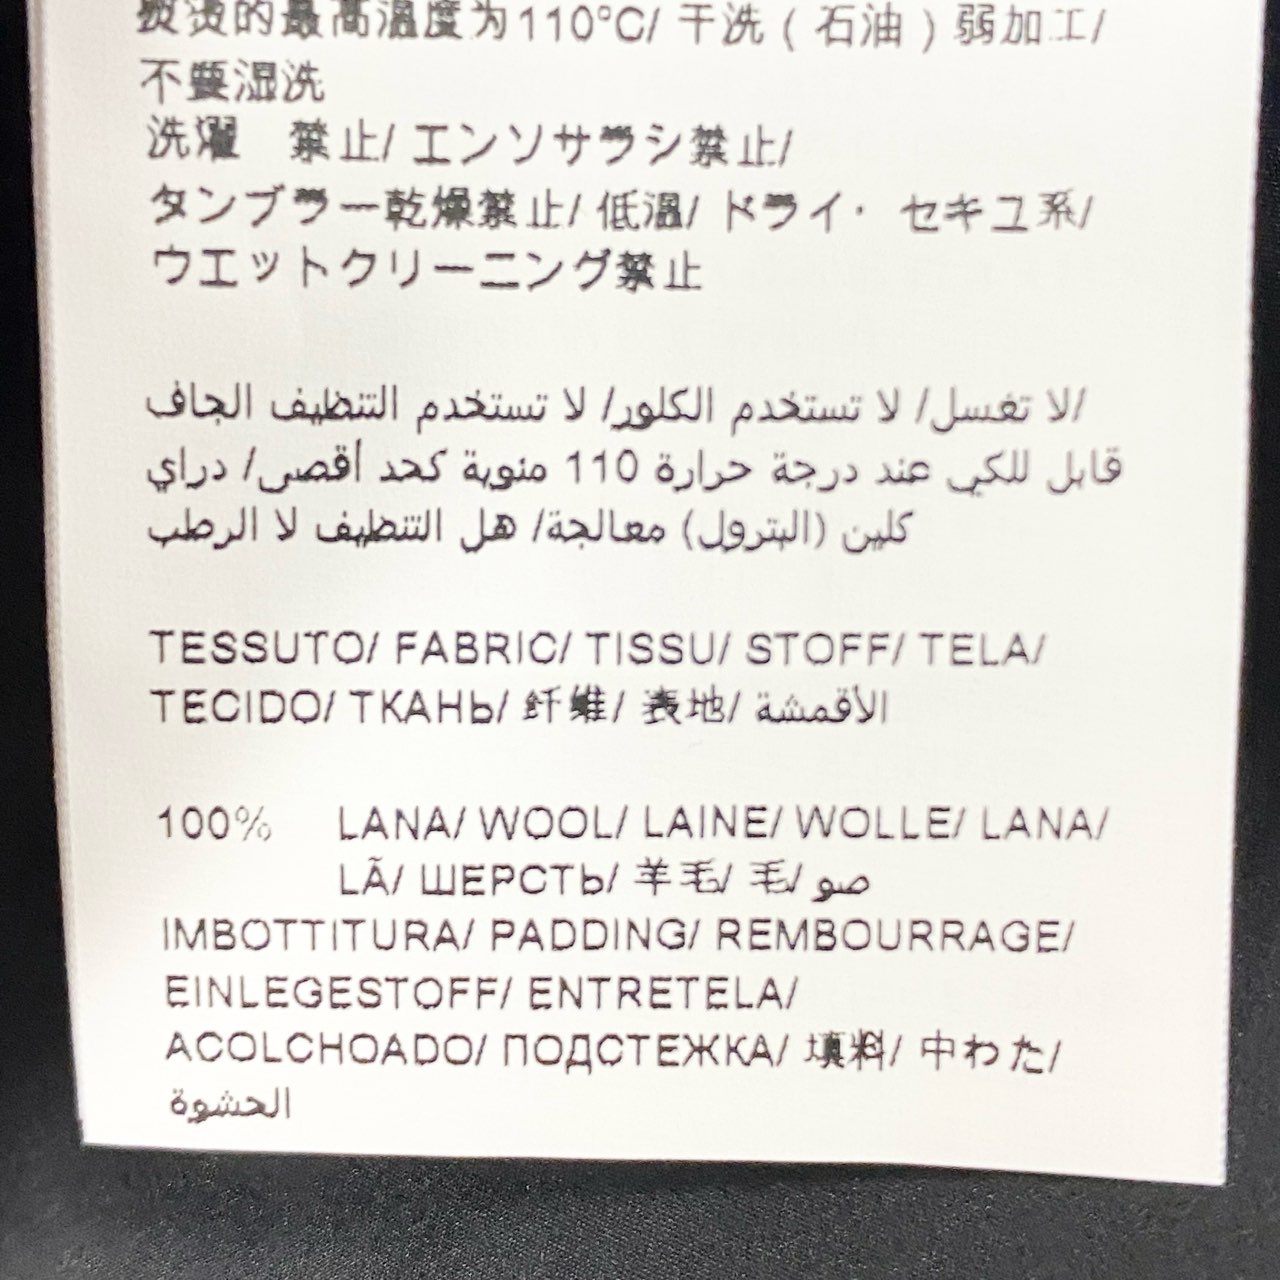 熨烫的最高温度为110°C/ 干洗 ( 石油 ) 弱加工/
不要湿洗
洗濯 禁止/ エンソサラシ禁止/
タンブラー乾燥禁止/ 低温/ ドライ・ セキユ系/
ウエットクリーニング禁止
لا تغسل/ لا تستخدم الكلور/ لا تستخدم التنظيف الجاف/
قابل للكي عند درجة حرارة 110 مئوية كحد أقصى/ دراي
كلين (البترول) معالجة/ هل التنظيف لا الرطب
TESSUTO/ FABRIC/ TISSU/ STOFF/ TELA/
TECIDO/ ТКАНЬ/ 纤维/ 表地/ الأقمشة
100% LANA/ WOOL/ LAINE/ WOLLE/ LANA/
LÃ/ ШЕРСТЬ/ 羊毛/ 毛/ صو
IMBOTTITURA/ PADDING/ REMBOURRAGE/
EINLEGESTOFF/ ENTRETELA/
ACOLCHOADO/ ПОДСТЕЖКА/ 填料/ 中わた/
الحشوة